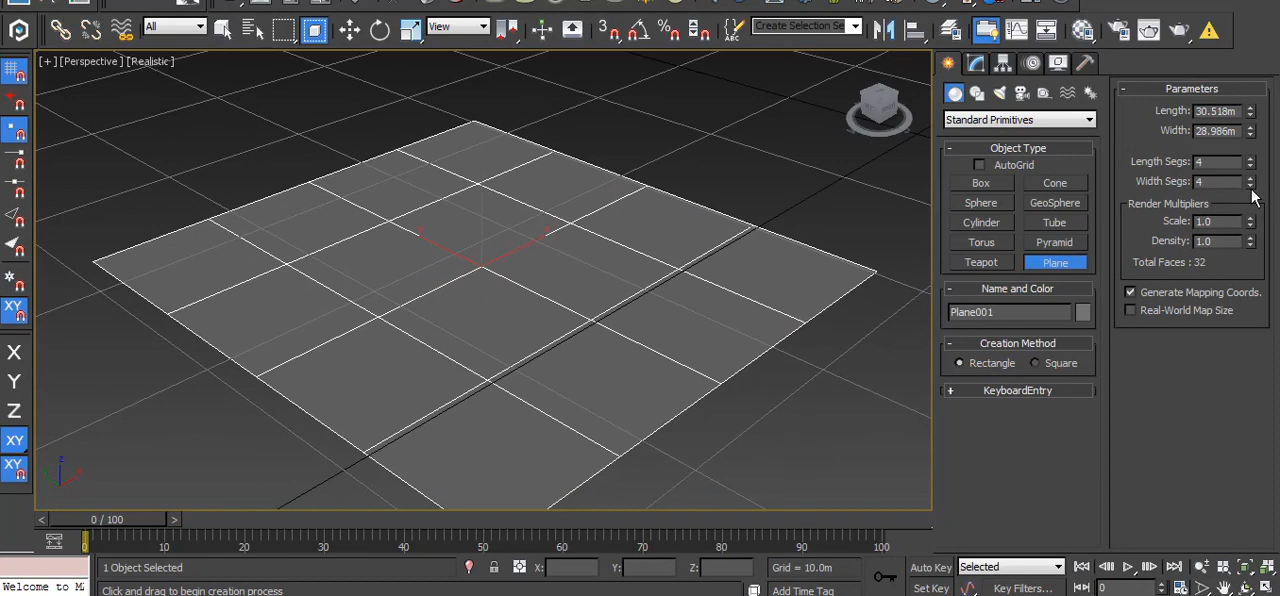 All
View
3
%
ABC
Create Selection Se
[+] [Perspective] [Realistic]
Standard Primitives
- Object Type
AutoGrid
Box Cone
Sphere GeoSphere
Cylinder Tube
Torus Pyramid
Teapot Plane
- Name and Color
Plane001
- Creation Method
Rectangle Square
+ KeyboardEntry
- Parameters
Length: 30.518m
Width: 28.986m
Length Segs: 4
Width Segs: 4
Render Multipliers
Scale: 1.0
Density: 1.0
Total Faces : 32
Generate Mapping Coords.
Real-World Map Size
XY
X
Y
Z
XY
XY
z
x
< 0 / 100 >
0 10 20 30 40 50 60 70 80 90 100
1 Object Selected X: Y: Z: Grid = 10.0m Auto Key Selected
Welcome to M Click and drag to begin creation process Add Time Tag Set Key Key Filters... 0